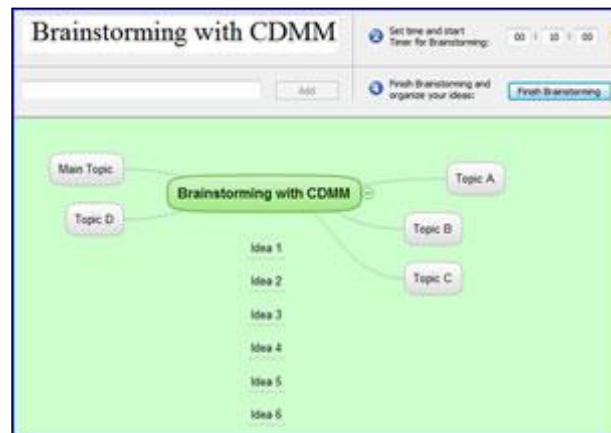 Brainstorming with CDMM
2 Set time and start
Timer for Brainstorming:
00 : 10 : 00
Add
Finish Brainstorming and
organize your ideas:
Finish Brainstorming
Main Topic
Topic D
Brainstorming with CDMM
Topic A
Topic B
Topic C
Idea 1
Idea 2
Idea 3
Idea 4
Idea 5
Idea 6